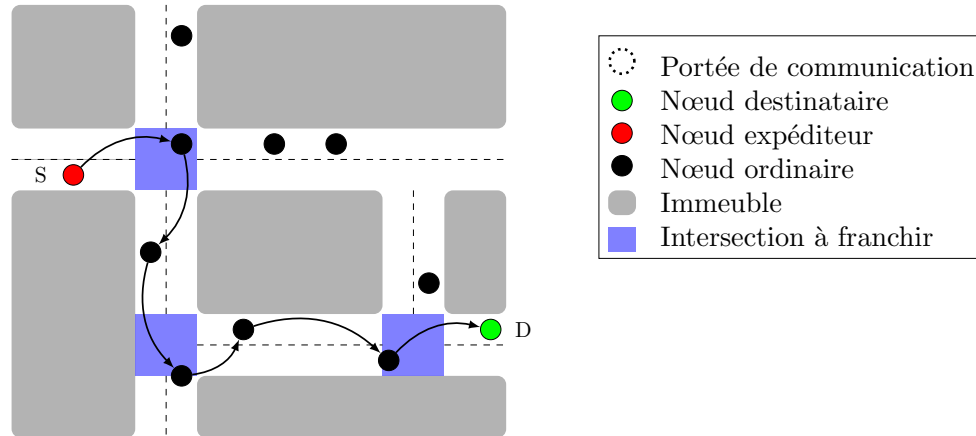 S
D
Portée de communication
Nœud destinataire
Nœud expéditeur
Nœud ordinaire
Immeuble
Intersection à franchir